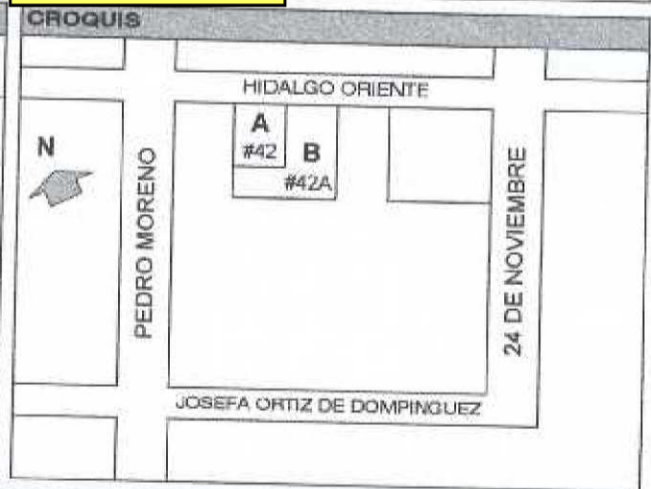 CROQUIS
HIDALGO ORIENTE
A
#42
B
#42A
N
PEDRO MORENO
24 DE NOVIEMBRE
JOSEFA ORTIZ DE DOMPINGUEZ